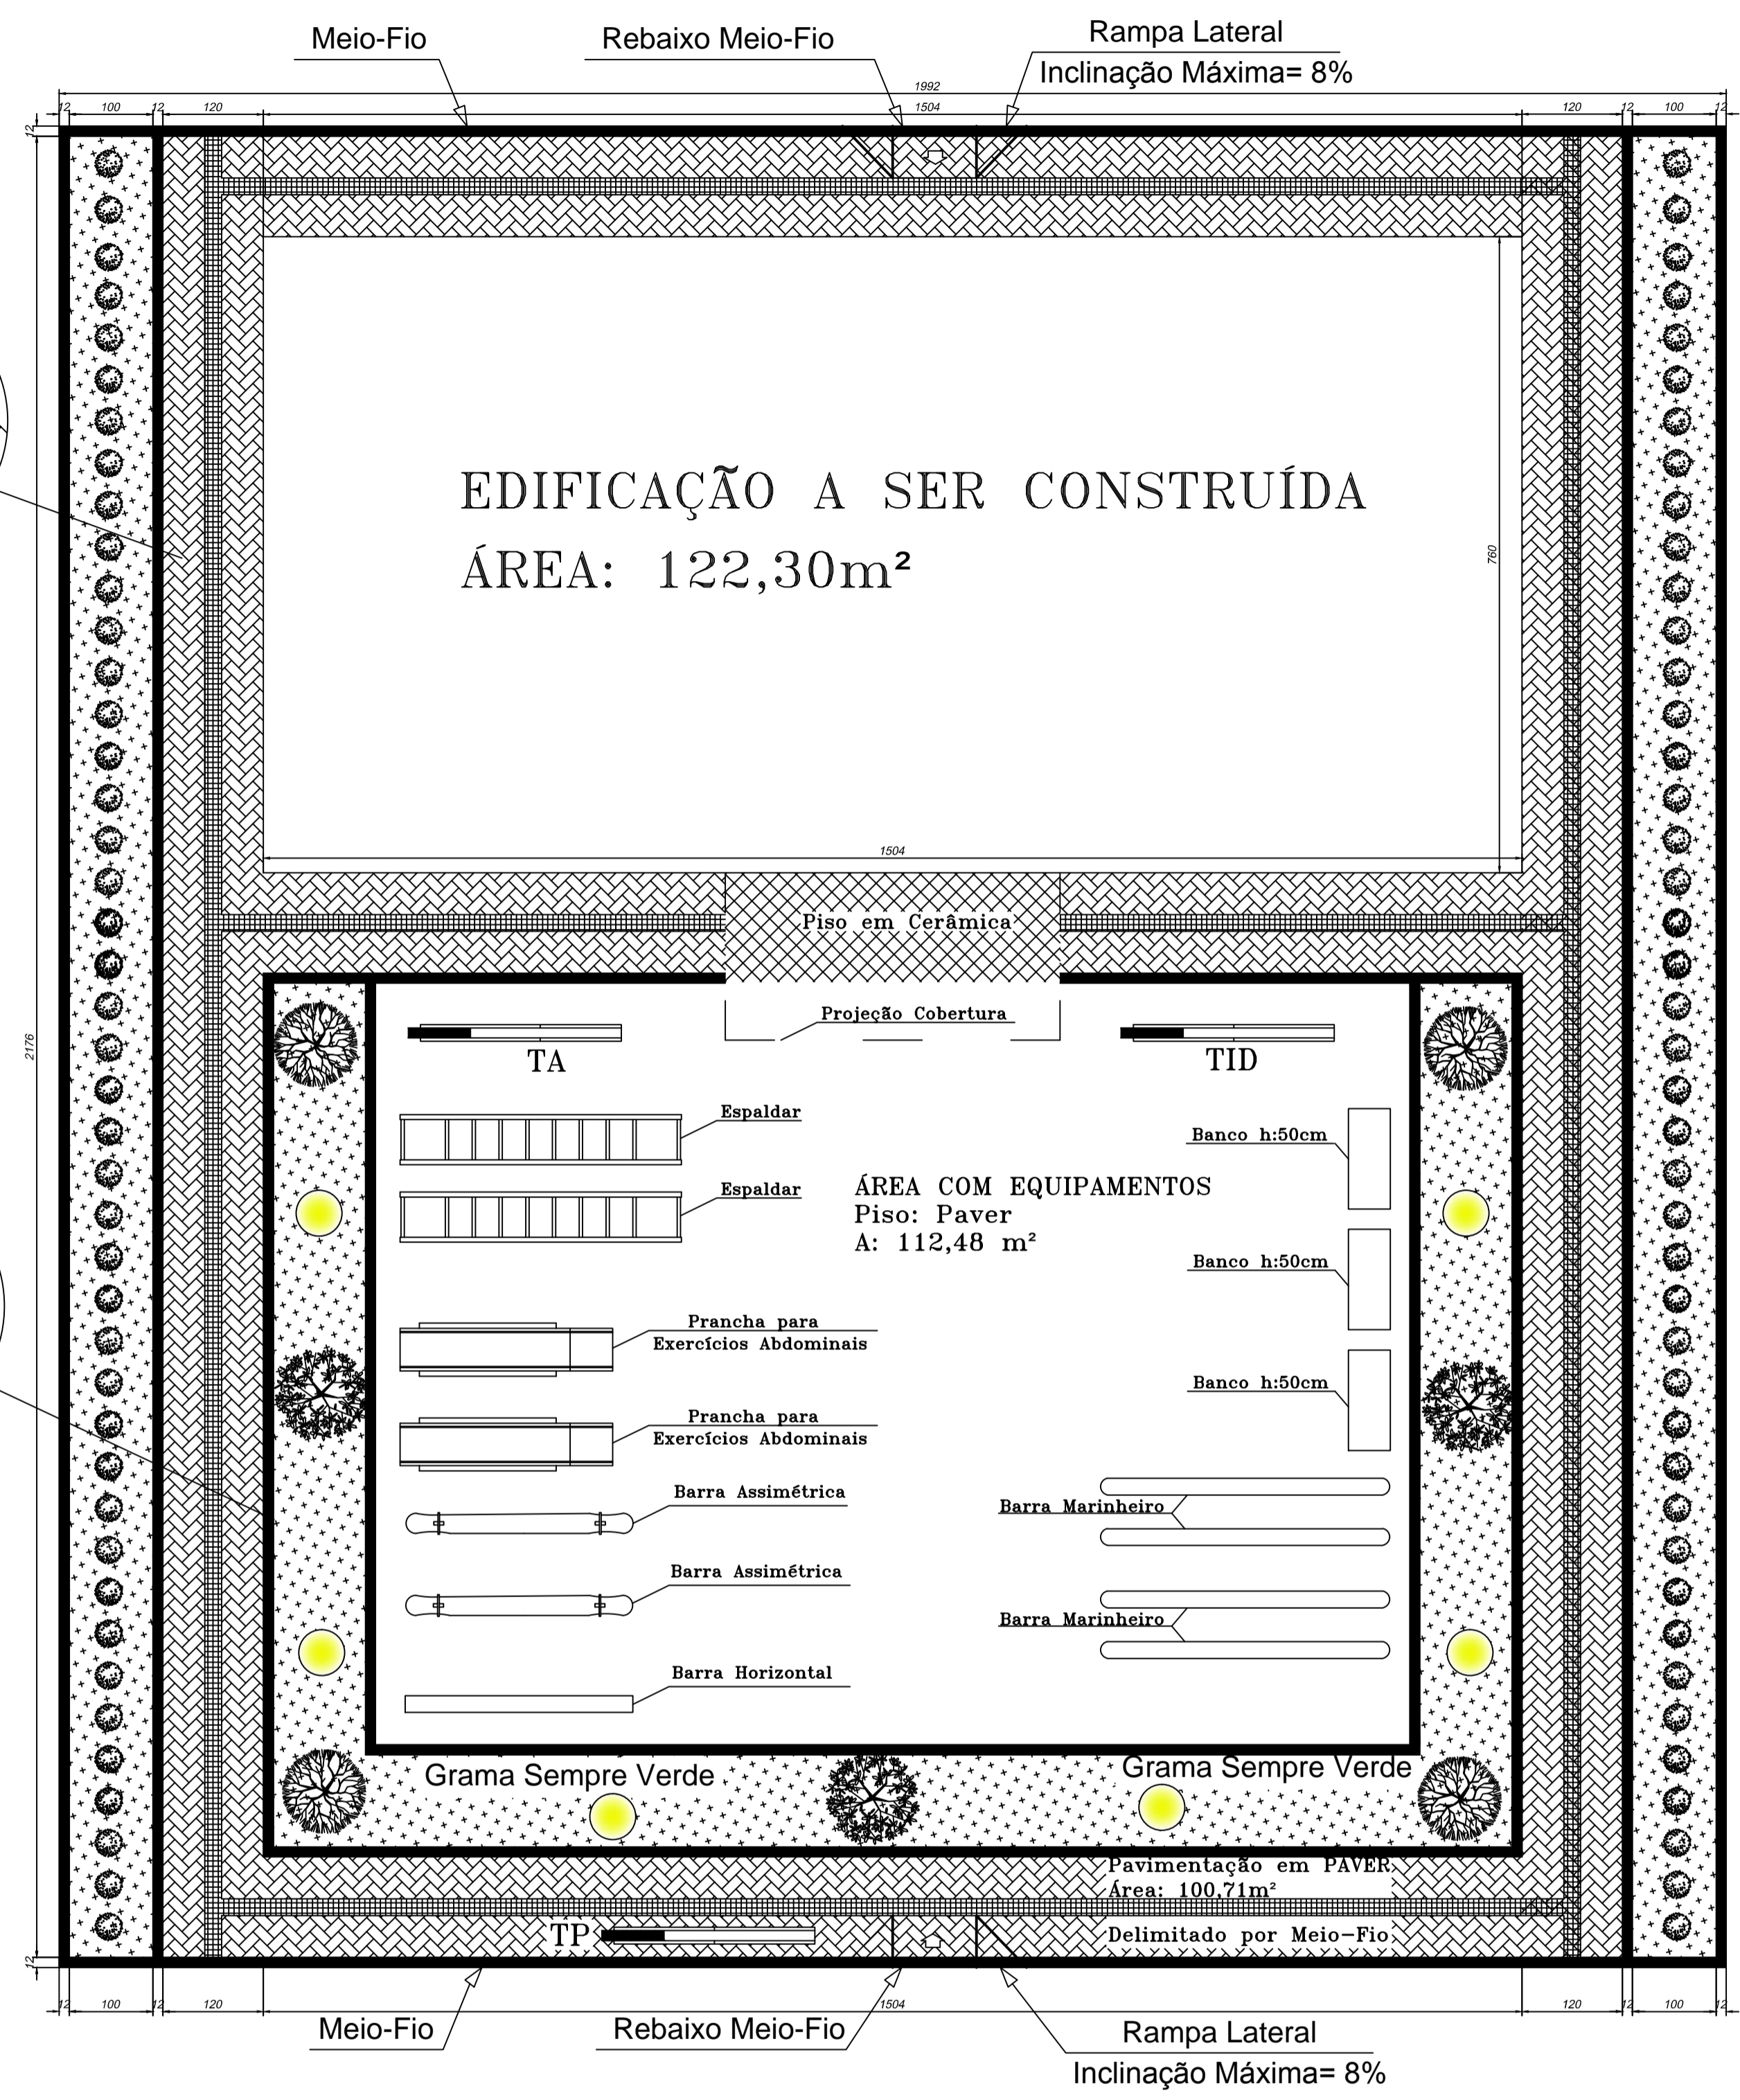 Meio-Fio
Rebaixo Meio-Fio
Rampa Lateral
Inclinação Máxima= 8%
1992
12 100 12 120 1504 120 12 100 12
12
EDIFICAÇÃO A SER CONSTRUÍDA
ÁREA: 122,30m²
760
1504
Piso em Cerâmica
Projeção Cobertura
TA
TID
2176
Espaldar
Banco h:50cm
Espaldar
ÁREA COM EQUIPAMENTOS
Piso: Paver
A: 112,48 m²
Banco h:50cm
Prancha para
Exercícios Abdominais
Banco h:50cm
Prancha para
Exercícios Abdominais
Barra Assimétrica
Barra Marinheiro
Barra Assimétrica
Barra Marinheiro
Barra Horizontal
Grama Sempre Verde
Grama Sempre Verde
Pavimentação em PAVER
Área: 100,71m²
TP
Delimitado por Meio-Fio
12
12 100 12 120 1504 120 12 100 12
Meio-Fio
Rebaixo Meio-Fio
Rampa Lateral
Inclinação Máxima= 8%